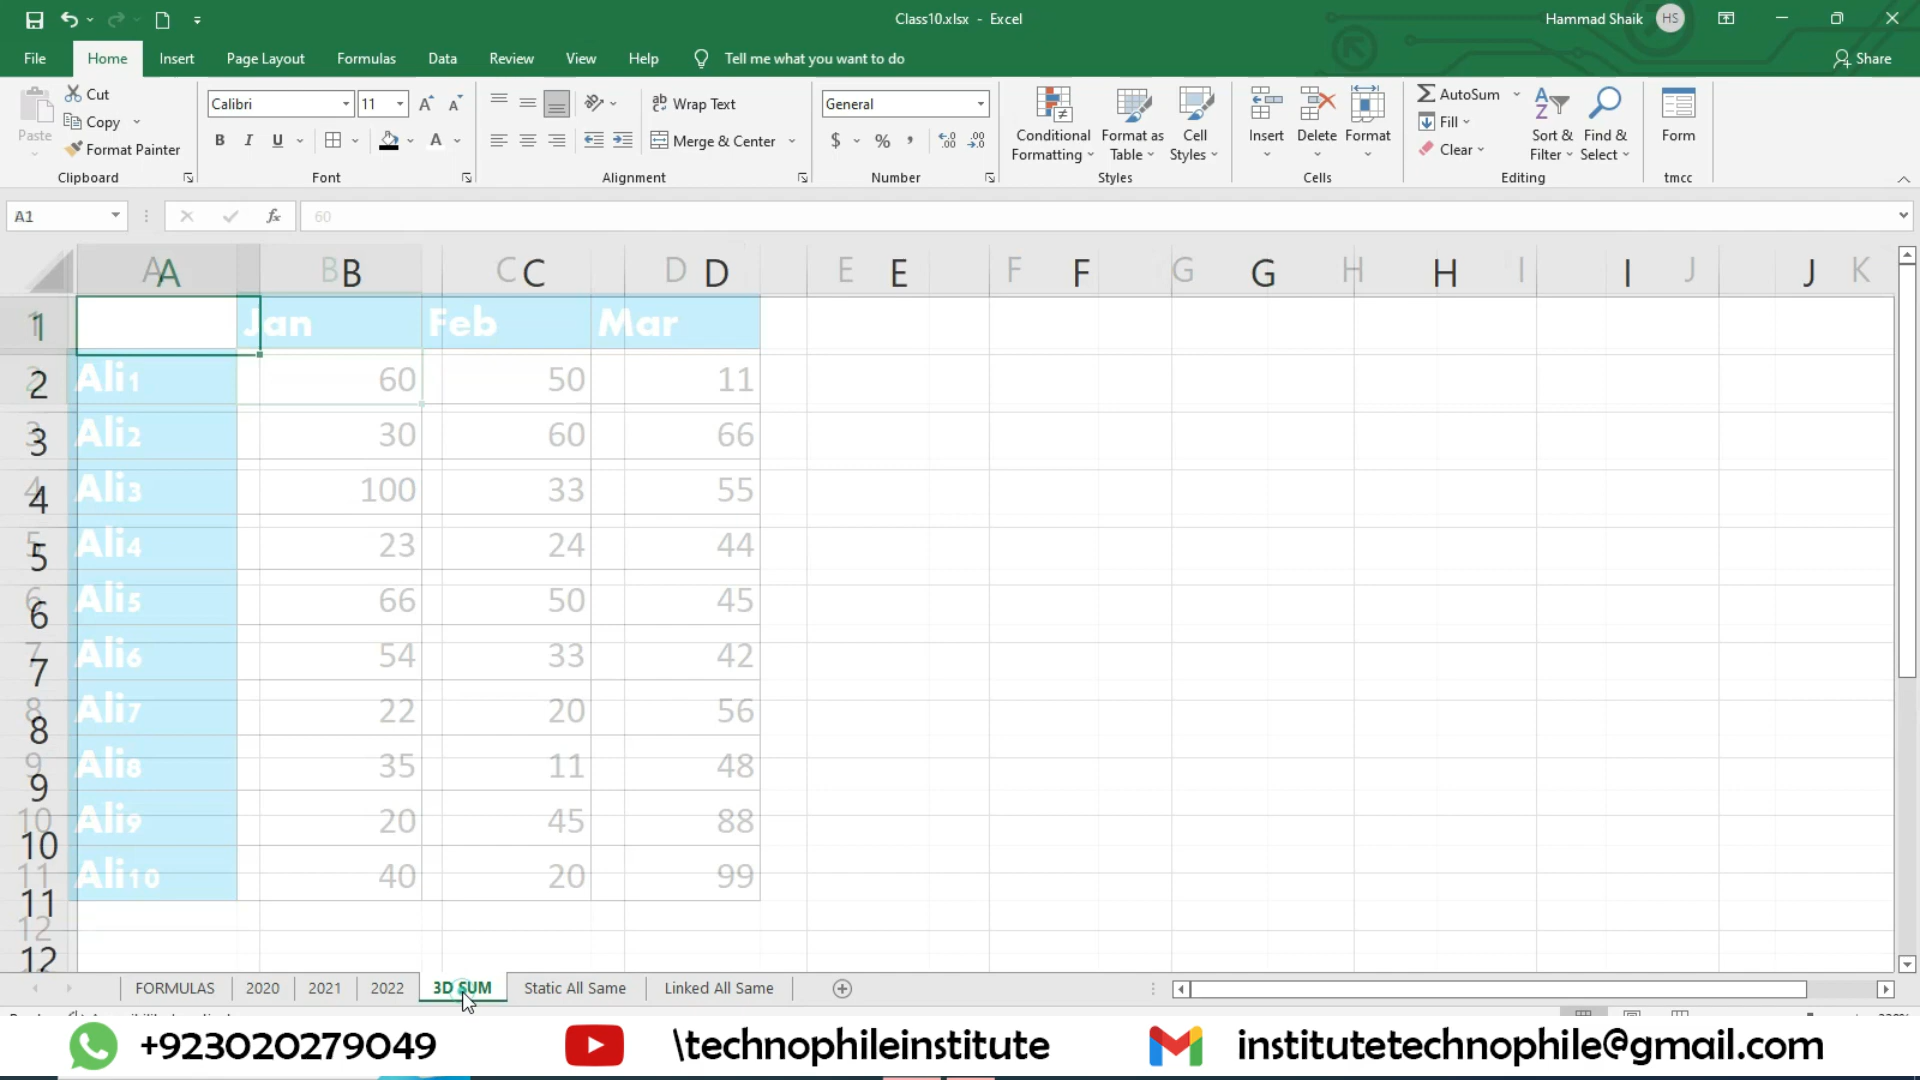 Class10.xlsx - Excel
Hammad Shaik HS
File Home Insert Page Layout Formulas Data Review View Help Tell me what you want to do Share
Paste Cut Copy Format Painter Clipboard
Calibri 11 B I U A Font
ab Wrap Text Merge & Center Alignment
General $ % , Number
Conditional Formatting Format as Table Cell Styles Styles
Insert Delete Format Cells
AutoSum Fill Clear Sort & Filter Find & Select Editing
Form tmcc
A1 fx 60
A B C D E F G H I J
A B C D E F G H I J K
1 Jan Feb Mar
2 Ali1 60 50 11
3 Ali2 30 60 66
4 Ali3 100 33 55
5 Ali4 23 24 44
6 Ali5 66 50 45
7 Ali6 54 33 42
8 Ali7 22 20 56
9 Ali8 35 11 48
10 Ali9 20 45 88
11 Ali10 40 20 99
12
FORMULAS 2020 2021 2022 3D SUM Static All Same Linked All Same
+923020279049 \technophileinstitute institutetechnophile@gmail.com